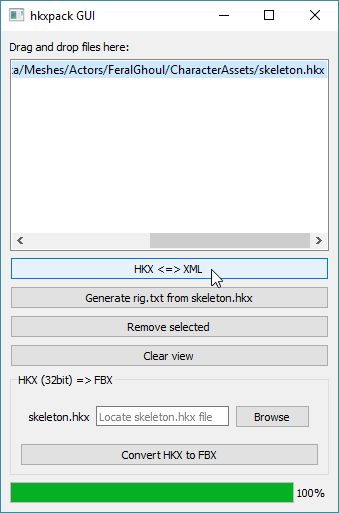 hkxpack GUI
Drag and drop files here:
:a/Meshes/Actors/FeralGhoul/CharacterAssets/skeleton.hkx
HKX <=> XML
Generate rig.txt from skeleton.hkx
Remove selected
Clear view
HKX (32bit) => FBX
skeleton.hkx Locate skeleton.hkx file Browse
Convert HKX to FBX
100%